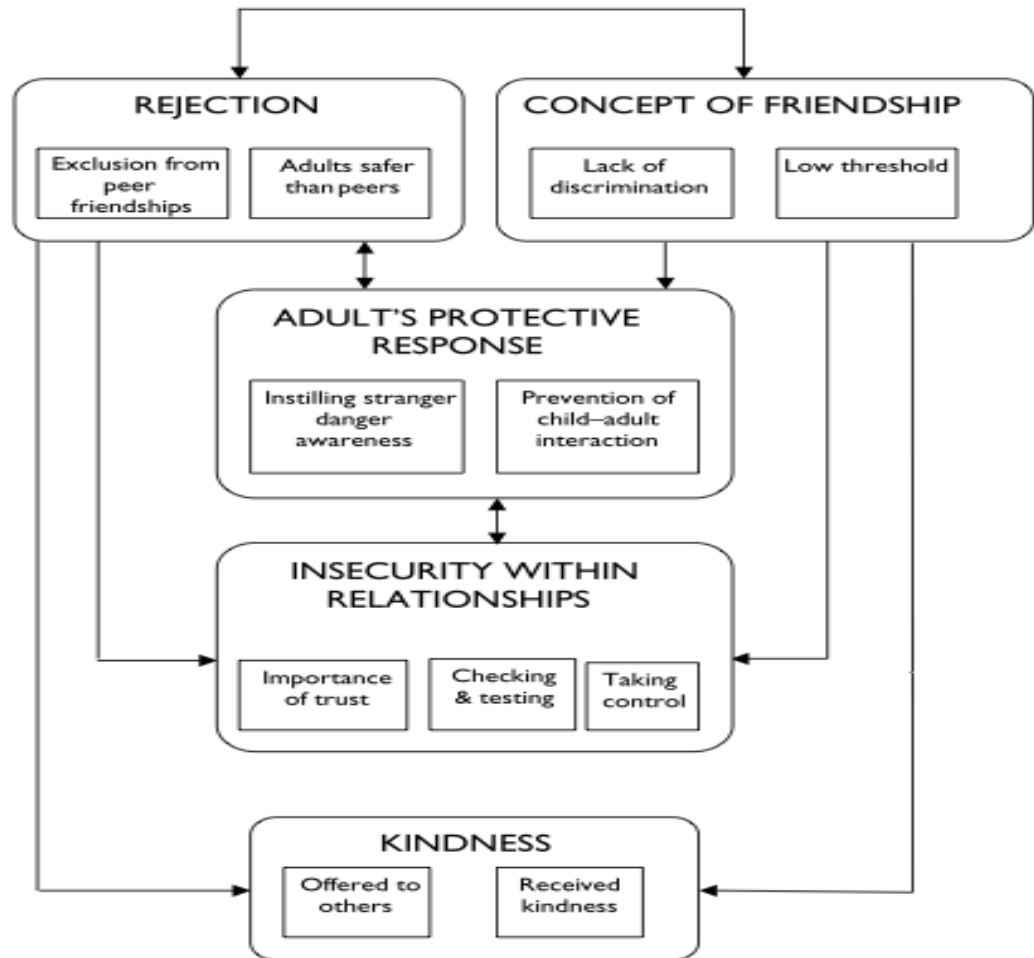 REJECTION
Exclusion from
peer
friendships
Adults safer
than peers
CONCEPT OF FRIENDSHIP
Lack of
discrimination
Low threshold
ADULT'S PROTECTIVE
RESPONSE
Instilling stranger
danger
awareness
Prevention of
child–adult
interaction
INSECURITY WITHIN
RELATIONSHIPS
Importance
of trust
Checking
& testing
Taking
control
KINDNESS
Offered to
others
Received
kindness